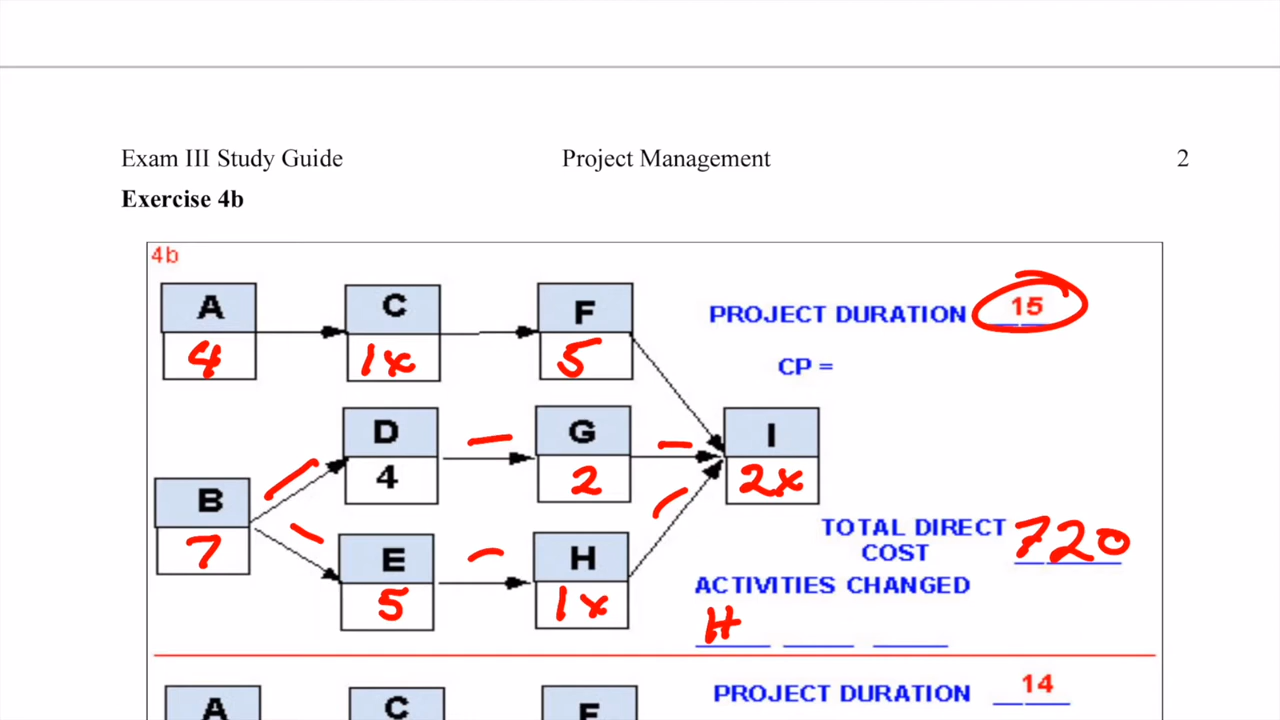 Exam III Study Guide Project Management 2
Exercise 4b
4b
A C F
PROJECT DURATION 15
4 1x 5
CP =
D G I
4 2 2x
B
7
E H
5 1x
TOTAL DIRECT COST 720
ACTIVITIES CHANGED
H
A C F
PROJECT DURATION 14